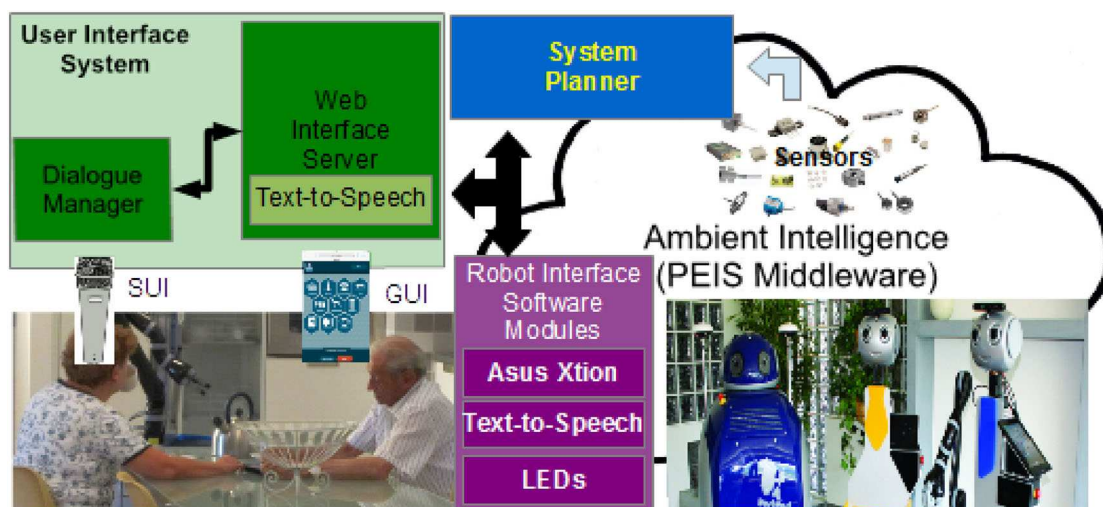 User Interface
System
Dialogue
Manager
Web
Interface
Server
Text-to-Speech
System
Planner
Sensors
Ambient Intelligence
(PEIS Middleware)
SUI
GUI
Robot Interface
Software
Modules
Asus Xtion
Text-to-Speech
LEDs